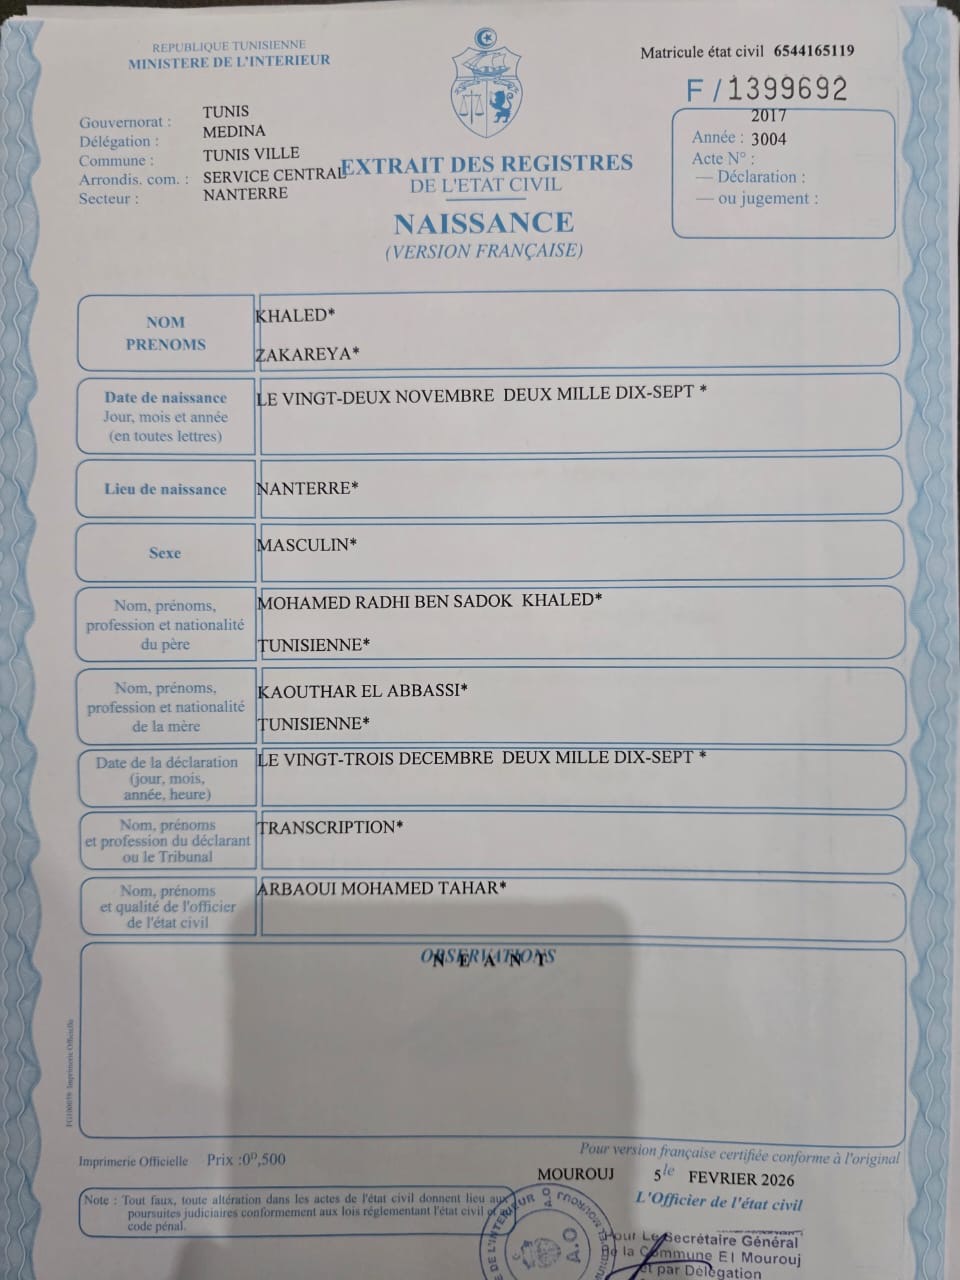 REPUBLIQUE TUNISIENNE
MINISTERE DE L'INTERIEUR
Matricule état civil 6544165119
F / 1399692
Gouvernorat : TUNIS
Délégation : MEDINA
Commune : TUNIS VILLE
Arrondis. com. : SERVICE CENTRAL
Secteur : NANTERRE
2017
Année : 3004
Acte N° :
— Déclaration :
— ou jugement :
EXTRAIT DES REGISTRES
DE L'ETAT CIVIL
NAISSANCE
(VERSION FRANÇAISE)
NOM
PRENOMS
KHALED*
ZAKAREYA*
Date de naissance
Jour, mois et année
(en toutes lettres)
LE VINGT-DEUX NOVEMBRE DEUX MILLE DIX-SEPT *
Lieu de naissance
NANTERRE*
Sexe
MASCULIN*
Nom, prénoms,
profession et nationalité
du père
MOHAMED RADHI BEN SADOK KHALED*
TUNISIENNE*
Nom, prénoms,
profession et nationalité
de la mère
KAOUTHAR EL ABBASSI*
TUNISIENNE*
Date de la déclaration
(jour, mois,
année, heure)
LE VINGT-TROIS DECEMBRE DEUX MILLE DIX-SEPT *
Nom, prénoms
et profession du déclarant
ou le Tribunal
TRANSCRIPTION*
Nom, prénoms
et qualité de l'officier
de l'état civil
ARBAOUI MOHAMED TAHAR*
OBSERVATIONS
N E A N T
Imprimerie Officielle Prix :0ᴰ,500
Pour version française certifiée conforme à l'original
MOUROUJ 5 le FEVRIER 2026
L'Officier de l'état civil
Note : Tout faux, toute altération dans les actes de l'état civil donnent lieu aux
poursuites judiciaires conformement aux lois réglementant l'état civil et
code pénal.
Pour Le Secrétaire Général
de la Commune El Mourouj
et par Délégation